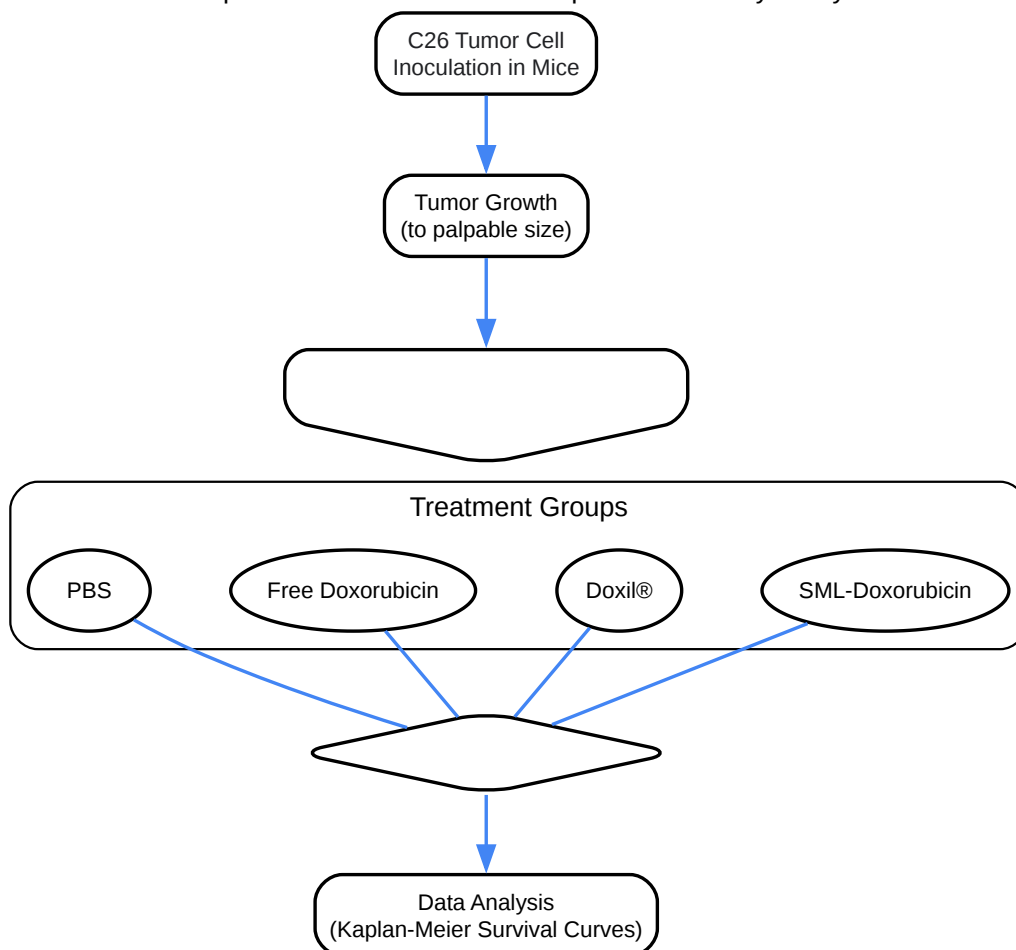 C26 Tumor Cell
Inoculation in Mice
Tumor Growth
(to palpable size)
Treatment Groups
PBS
Free Doxorubicin
Doxil®
SML-Doxorubicin
Data Analysis
(Kaplan-Meier Survival Curves)